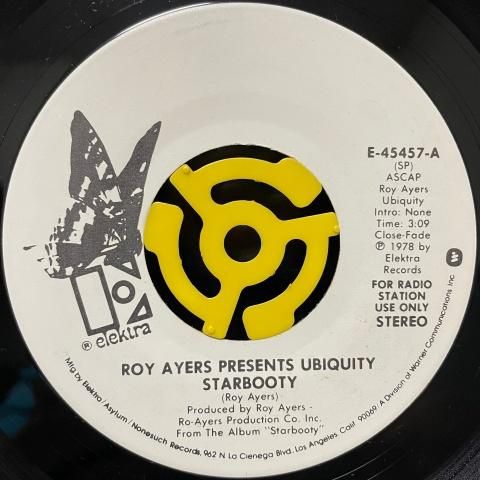 E-45457-A
(SP)
ASCAP
Roy Ayers
Ubiquity
Intro: None
Time: 3:09
Close-Fade
℗ 1978 by
Elektra
Records
FOR RADIO
STATION
USE ONLY
STEREO
® elektra
ROY AYERS PRESENTS UBIQUITY
STARBOOTY
(Roy Ayers)
Produced by Roy Ayers -
Ro-Ayers Production Co. Inc.
From The Album "Starbooty"
Mfg by Elektra/Asylum/Nonesuch Records, 962 N La Cienega Blvd. Los Angeles, Calif. 90069 A Division of Warner Communications Inc